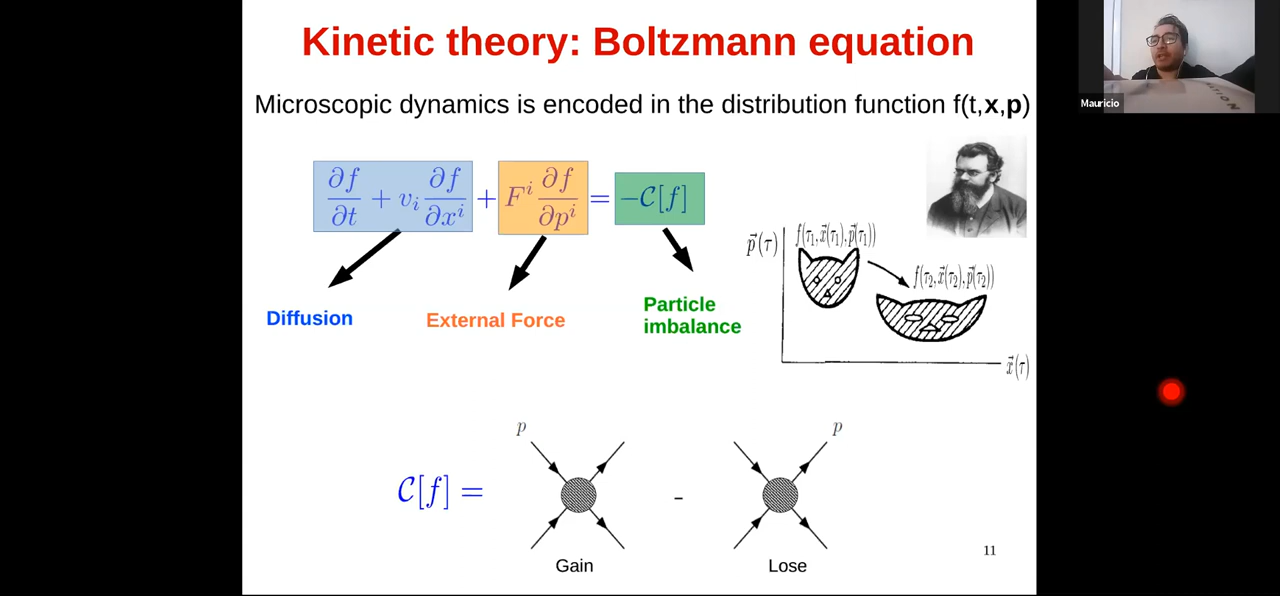 Kinetic theory: Boltzmann equation
Mauricio
Microscopic dynamics is encoded in the distribution function f(t,x,p)
∂f/∂t + v_i ∂f/∂x^i + F^i ∂f/∂p^i = -𝒞[f]
Diffusion
External Force
Particle
imbalance
p⃗(τ)
f(τ₁,x⃗(τ₁),p⃗(τ₁))
f(τ₂,x⃗(τ₂),p⃗(τ₂))
x⃗(τ)
𝒞[f] =
p
-
p
Gain
Lose
11